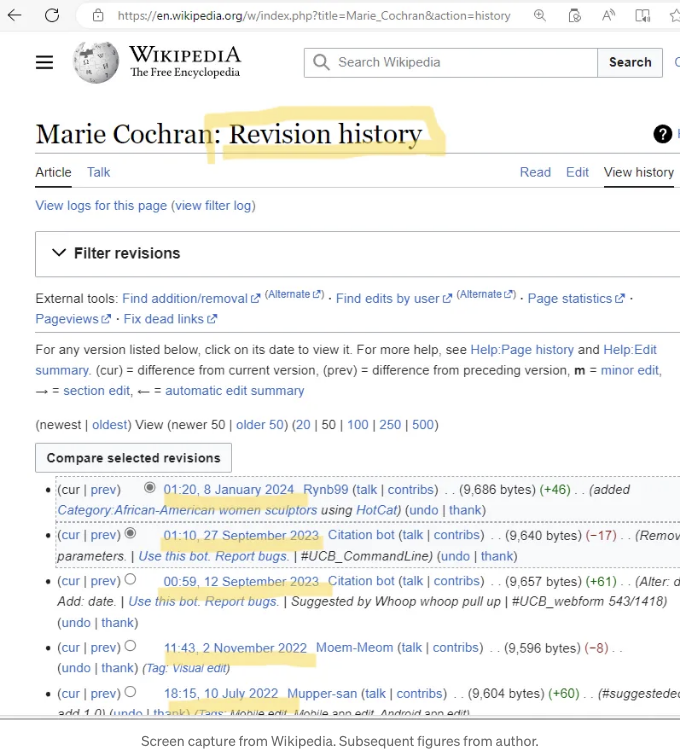 https://en.wikipedia.org/w/index.php?title=Marie_Cochran&action=history
WIKIPEDIA
The Free Encyclopedia
Search Wikipedia
Search
Marie Cochran: Revision history
Article Talk Read Edit View history
View logs for this page (view filter log)
Filter revisions
External tools: Find addition/removal (Alternate) · Find edits by user (Alternate) · Page statistics ·
Pageviews · Fix dead links
For any version listed below, click on its date to view it. For more help, see Help:Page history and Help:Edit
summary. (cur) = difference from current version, (prev) = difference from preceding version, m = minor edit,
→ = section edit, ← = automatic edit summary
(newest | oldest) View (newer 50 | older 50) (20 | 50 | 100 | 250 | 500)
Compare selected revisions
• (cur | prev) 01:20, 8 January 2024 Rynb99 (talk | contribs) . . (9,686 bytes) (+46) . . (added
Category:African-American women sculptors using HotCat) (undo | thank)
• (cur | prev) 01:10, 27 September 2023 Citation bot (talk | contribs) . . (9,640 bytes) (−17) . . (Remov
parameters. | Use this bot. Report bugs. | #UCB_CommandLine) (undo | thank)
• (cur | prev) 00:59, 12 September 2023 Citation bot (talk | contribs) . . (9,657 bytes) (+61) . . (Alter: d
Add: date. | Use this bot. Report bugs. | Suggested by Whoop whoop pull up | #UCB_webform 543/1418)
(undo | thank)
• (cur | prev) 11:43, 2 November 2022 Moem-Meom (talk | contribs) . . (9,596 bytes) (−8) . .
(undo | thank) (Tag: Visual edit)
• (cur | prev) 18:15, 10 July 2022 Mupper-san (talk | contribs) . . (9,604 bytes) (+60) . . (#suggestedec
add 1.0) (undo | thank) (Tags: Mobile edit, Mobile app edit, Android app edit)
Screen capture from Wikipedia. Subsequent figures from author.